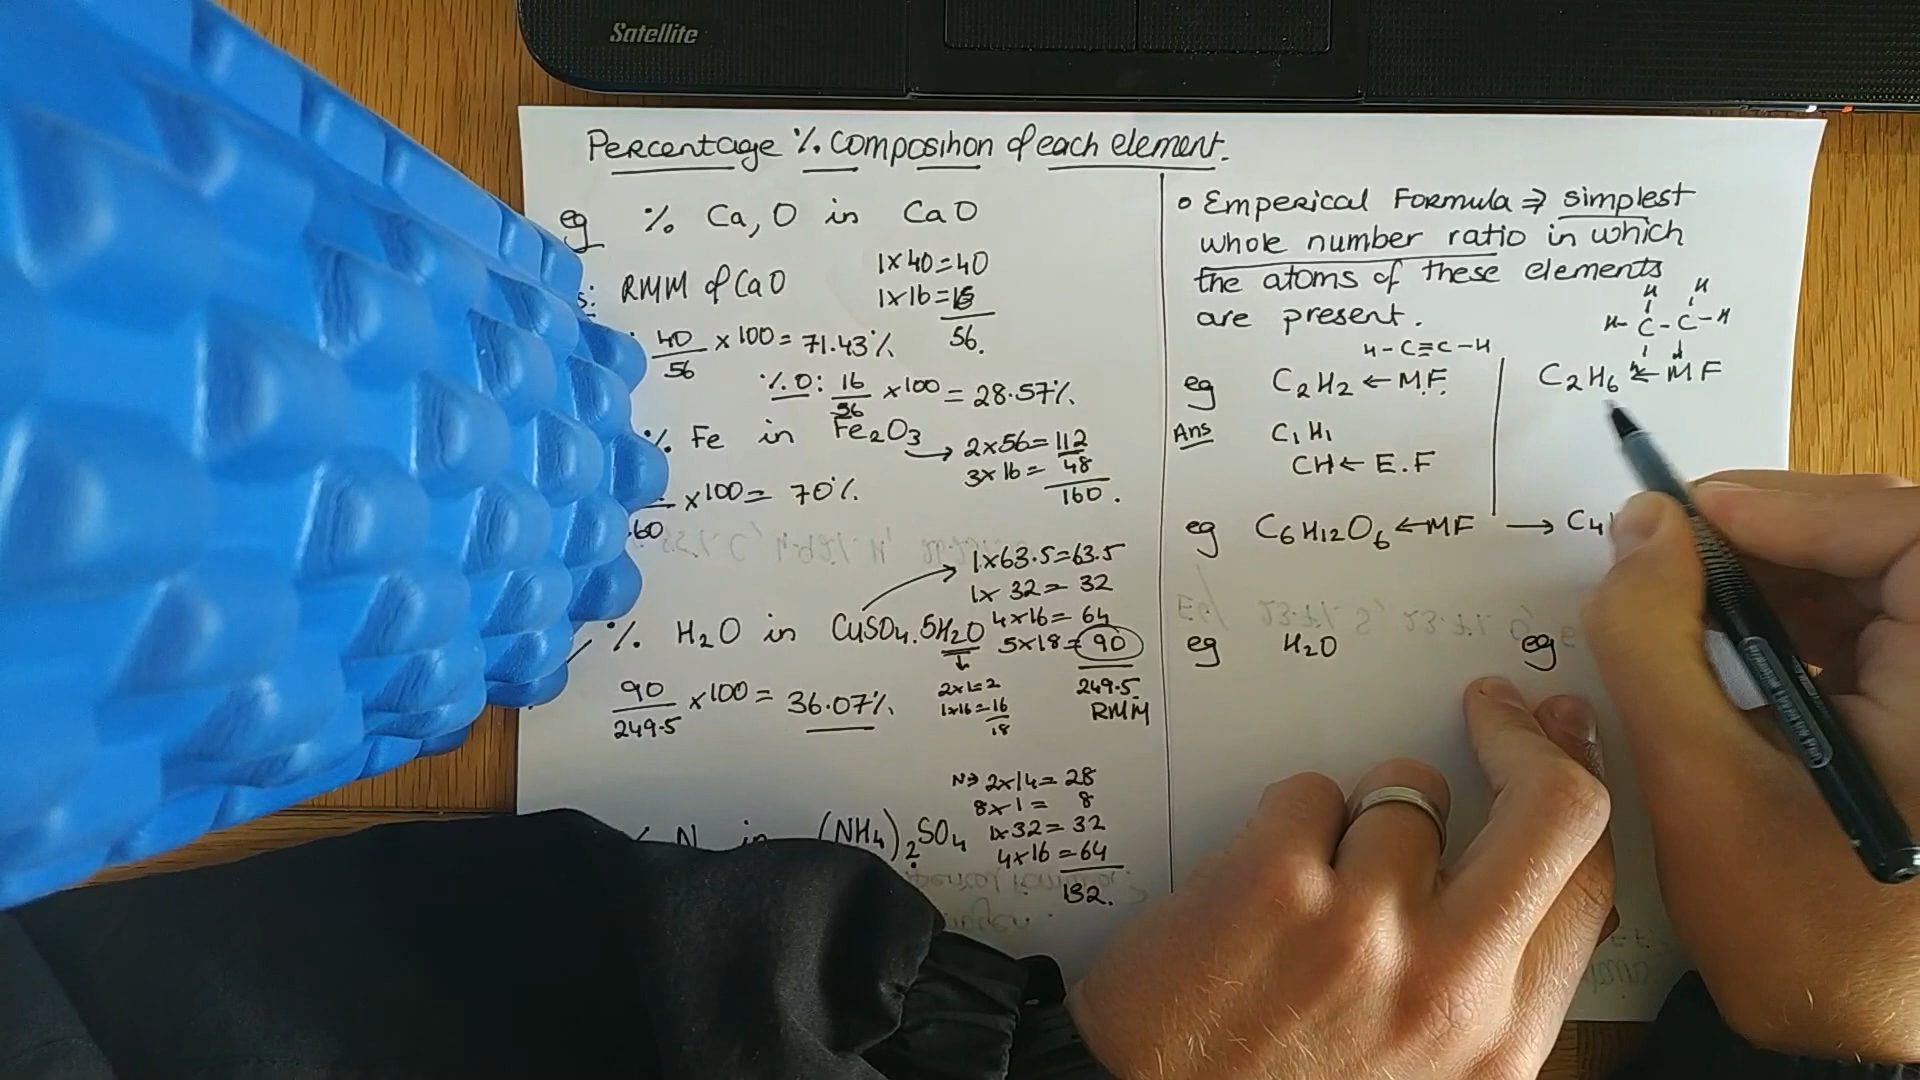 Satellite
Percentage % Composition of each element.
eg % Ca, O in CaO
RMM of CaO
1x40=40
1x16=16
56.
40/56 x100= 71.43%
% O: 16/56 x100 = 28.57%.
% Fe in Fe2O3 → 2x56=112
3x16= 48
160.
x100= 70%.
60
1x63.5=63.5
1x 32= 32
4x16= 64
% H2O in CuSO4.5H2O 5x18= 90
2x1=2
1x16=16
18
249.5
RMM
90/249.5 x100= 36.07%.
N→ 2x14= 28
8x1= 8
1x32= 32
4x16=64
132.
% N in (NH4)2SO4
• Emperical Formula ⇒ simplest
whole number ratio in which
the atoms of these elements
are present.
H-C≡C-H
eg C2H2 ← M.F.
Ans C1H1
CH← E.F
H H
H- C - C - H
C2H6 ← MF
eg C6H12O6 ←MF → C4
eg H2O eg